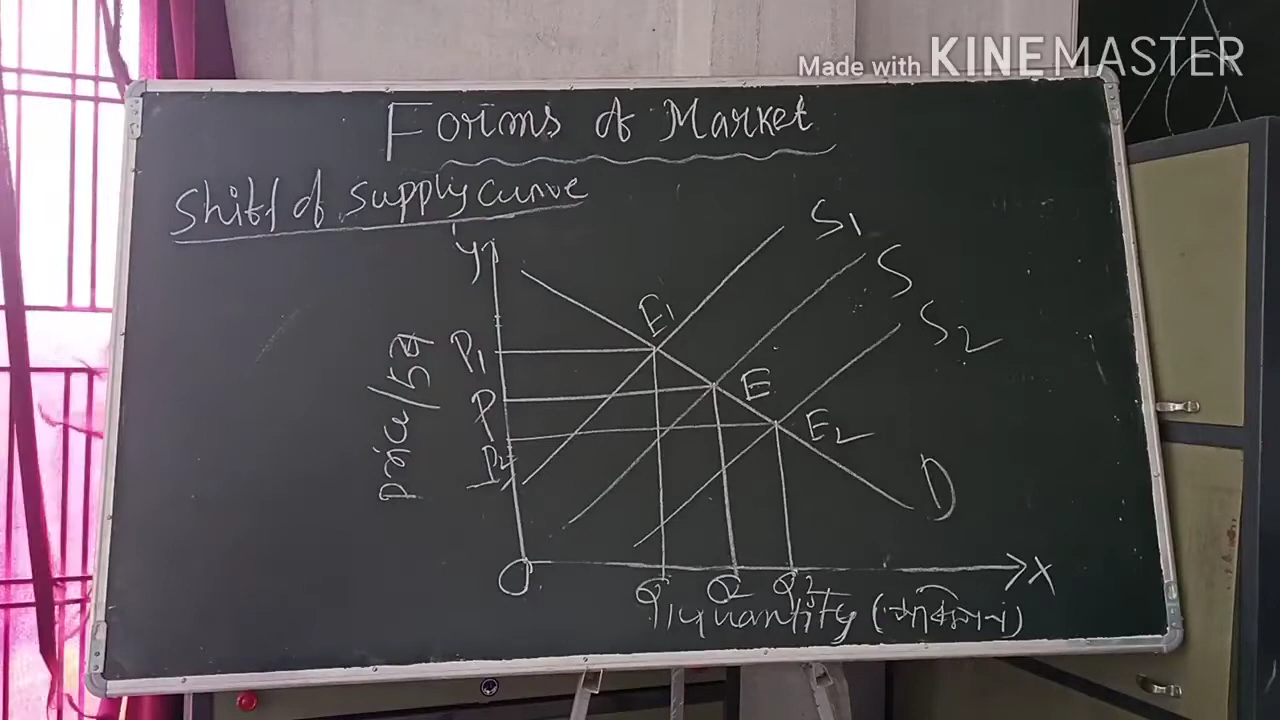 Made with KINEMASTER
Forms of Market
Shift of supply curve
Y
S1
S
S2
E1
P1
P
E
P2
E2
D
price/ଦର
O
Q1
Q
Q2
X
quantity